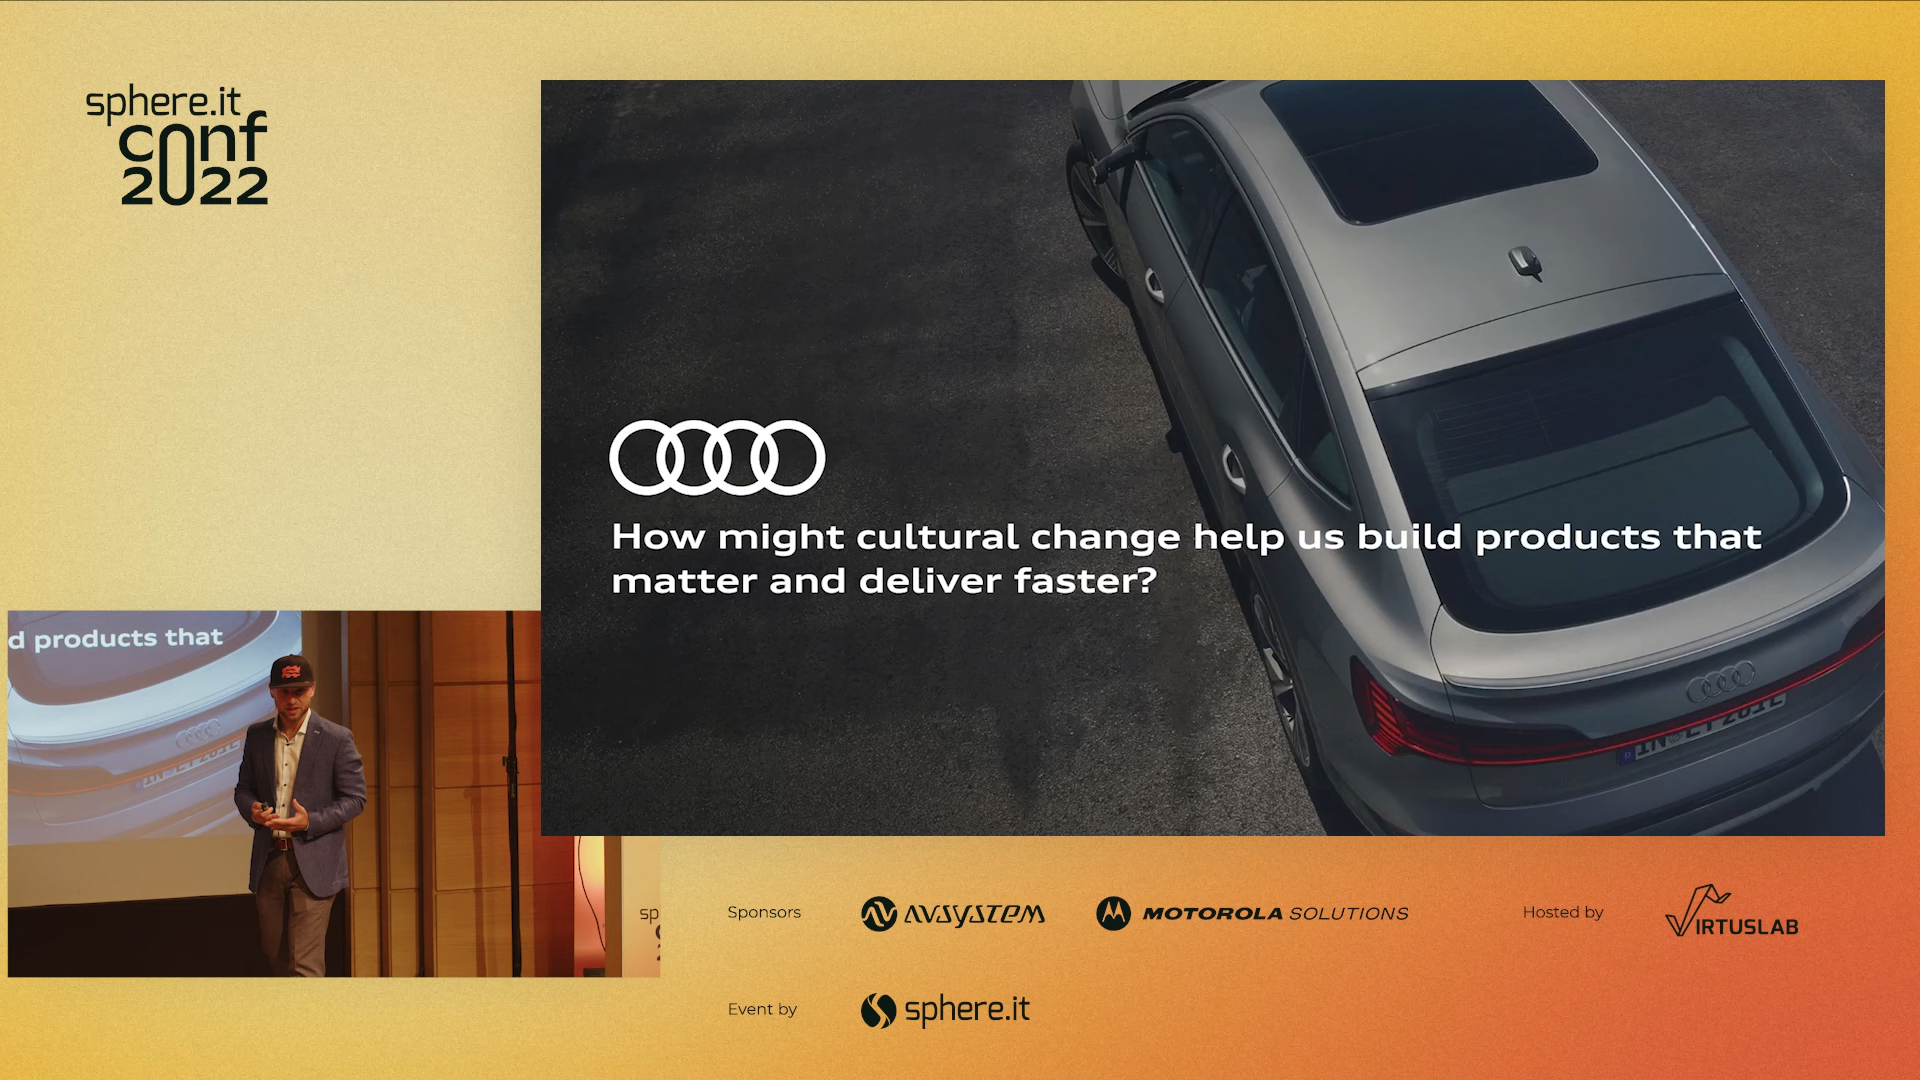 sphere.it
conf
2022
How might cultural change help us build products that
matter and deliver faster?
d products that
sp
Sponsors
AVSYSTEM
MOTOROLA SOLUTIONS
Hosted by
VIRTUSLAB
Event by
sphere.it